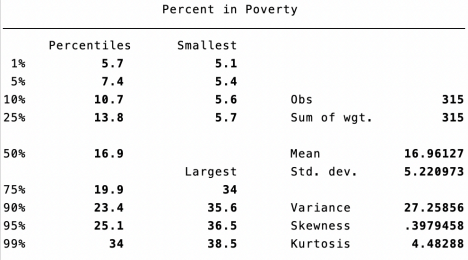 Percent in Poverty
Percentiles Smallest
1% 5.7 5.1
5% 7.4 5.4
10% 10.7 5.6 Obs 315
25% 13.8 5.7 Sum of wgt. 315
50% 16.9 Mean 16.96127
Largest Std. dev. 5.220973
75% 19.9 34
90% 23.4 35.6 Variance 27.25856
95% 25.1 36.5 Skewness .3979458
99% 34 38.5 Kurtosis 4.48288